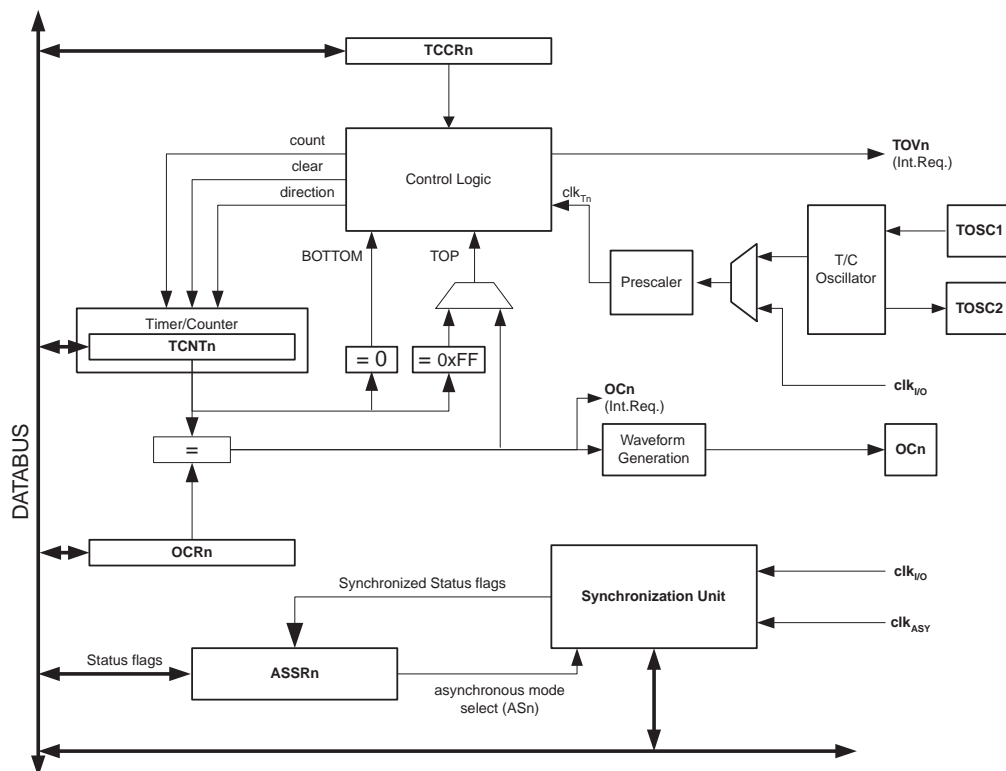 TCCRn
count
clear
direction
Control Logic
TOVn
(Int.Req.)
clkTn
BOTTOM
TOP
Prescaler
T/C
Oscillator
TOSC1
TOSC2
Timer/Counter
TCNTn
= 0
= 0xFF
clkI/O
OCn
(Int.Req.)
=
Waveform
Generation
OCn
DATABUS
OCRn
Synchronized Status flags
Synchronization Unit
clkI/O
clkASY
Status flags
ASSRn
asynchronous mode
select (ASn)